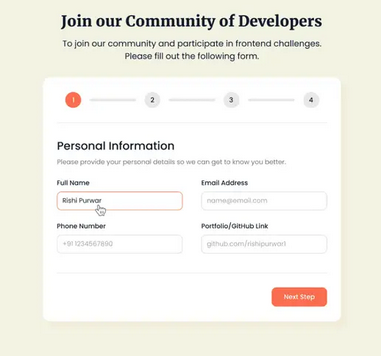 Join our Community of Developers
To join our community and participate in frontend challenges.
Please fill out the following form.
1 2 3 4
Personal Information
Please provide your personal details so we can get to know you better.
Full Name Email Address
Rishi Purwar name@email.com
Phone Number Portfolio/GitHub Link
+91 1234567890 github.com/rishipurwar1
Next Step